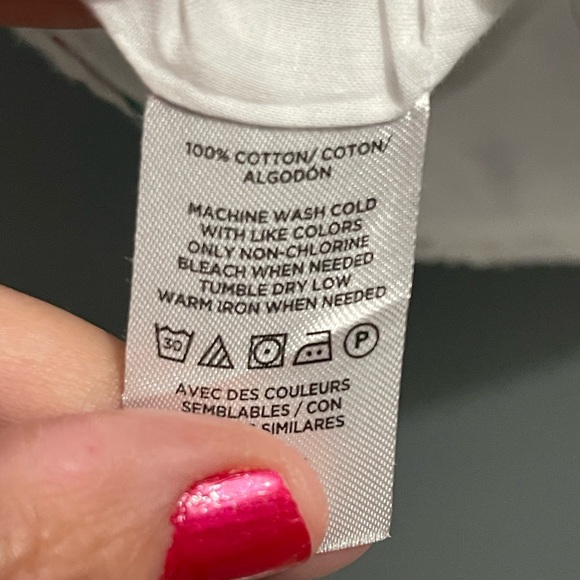 100% COTTON/ COTON/
ALGODÓN
MACHINE WASH COLD
WITH LIKE COLORS
ONLY NON-CHLORINE
BLEACH WHEN NEEDED
TUMBLE DRY LOW
WARM IRON WHEN NEEDED
30 P
AVEC DES COULEURS
SEMBLABLES / CON
SIMILARES